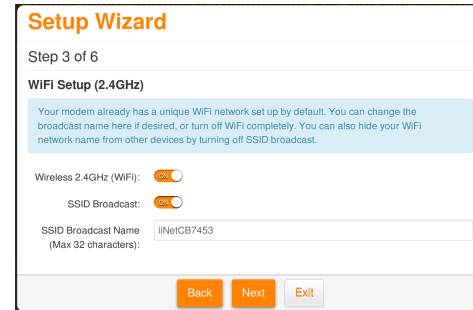 Setup Wizard
Step 3 of 6
WiFi Setup (2.4GHz)
Your modem already has a unique WiFi network set up by default. You can change the
broadcast name here if desired, or turn off WiFi completely. You can also hide your WiFi
network name from other devices by turning off SSID broadcast.
Wireless 2.4GHz (WiFi): ON
SSID Broadcast: ON
SSID Broadcast Name iiNetCB7453
(Max 32 characters):
Back Next Exit